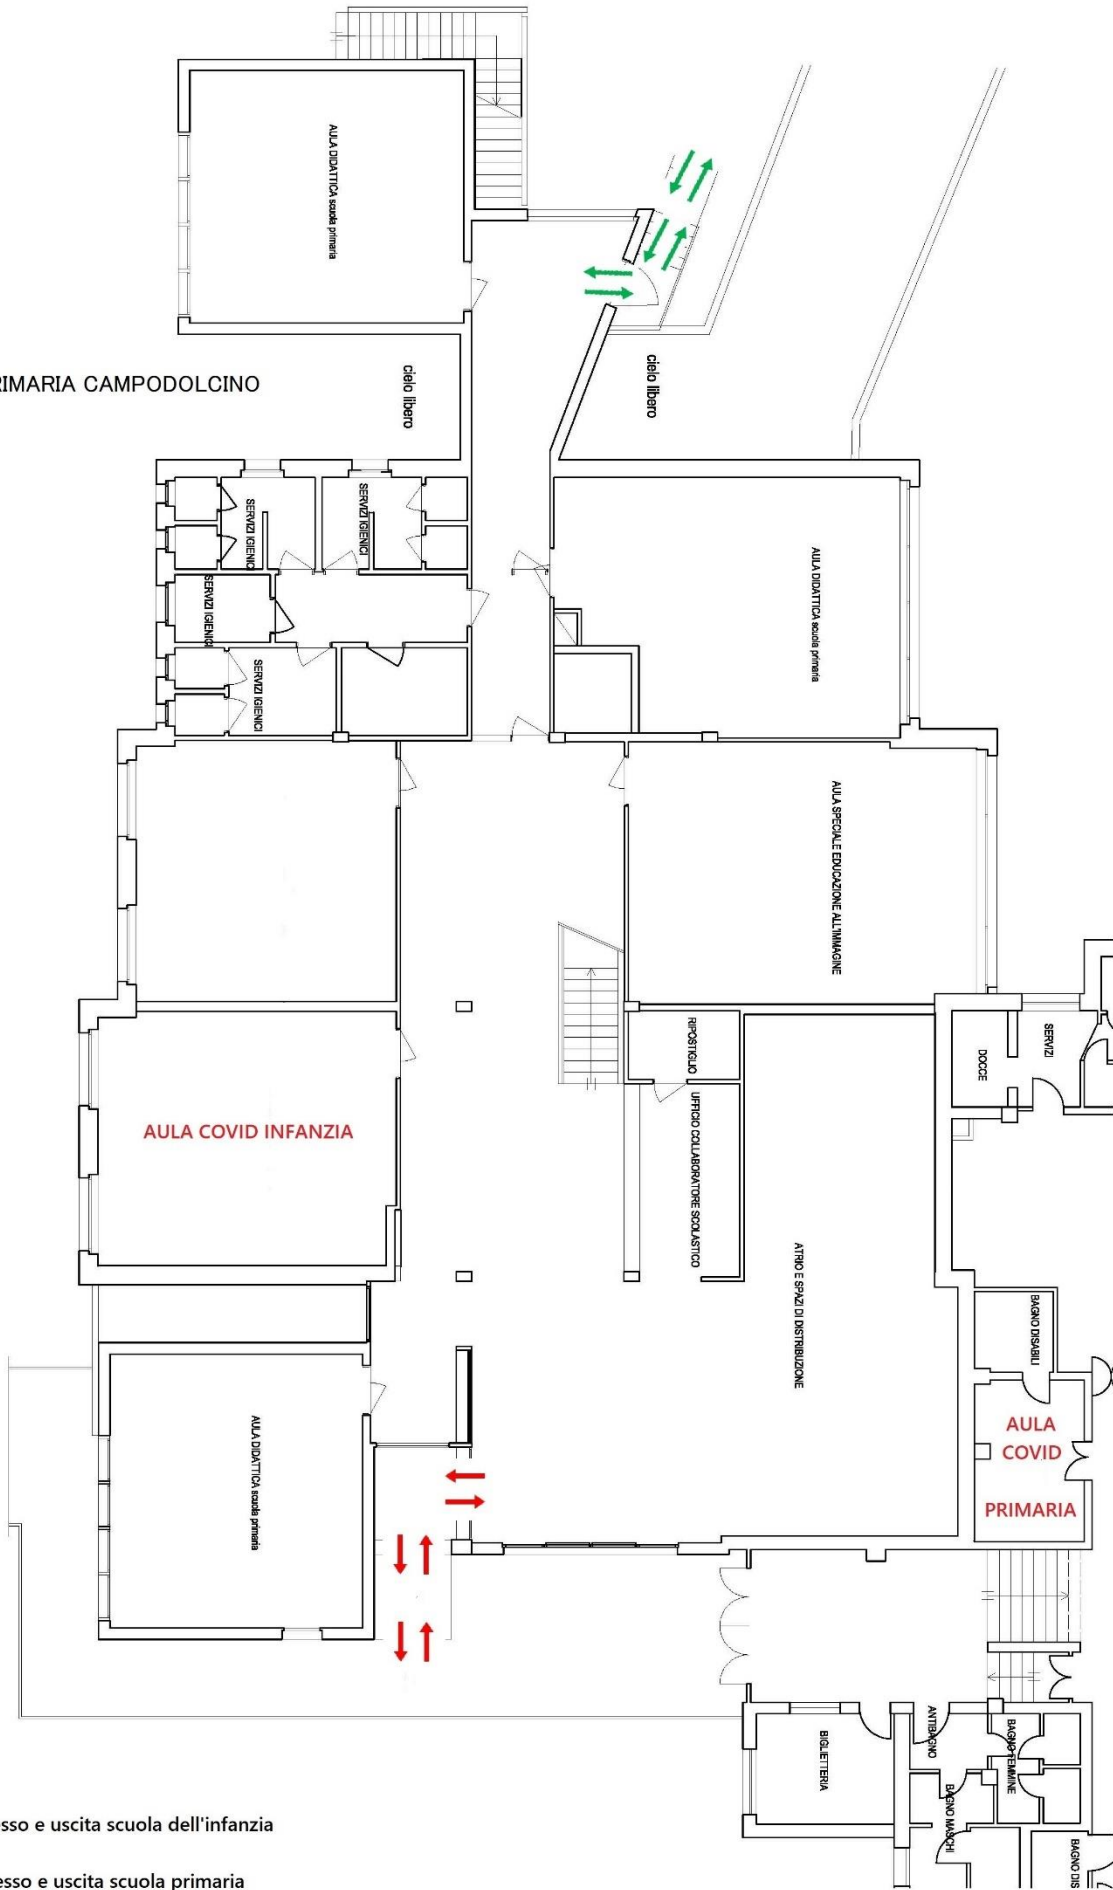 AULA DIDATTICA scuola primaria
RIMARIA CAMPODOLCINO
cielo libero
cielo libero
SERVIZI IGIENICI
SERVIZI IGIENICI
SERVIZI IGIENICI
SERVIZI IGIENICI
AULA DIDATTICA scuola primaria
AULA SPECIALE EDUCAZIONE ALL'IMMAGINE
RIPOSTIGLIO
DOCCE
SERVIZI
AULA COVID INFANZIA
UFFICIO COLLABORATORE SCOLASTICO
ATRIO E SPAZI DI DISTRIBUZIONE
BAGNO DISABILI
AULA
COVID
PRIMARIA
AULA DIDATTICA scuola primaria
BIGLIETTERIA
ANTIBAGNO
BAGNO FEMMINE
BAGNO MASCHI
BAGNO DIS
esso e uscita scuola dell'infanzia
esso e uscita scuola primaria